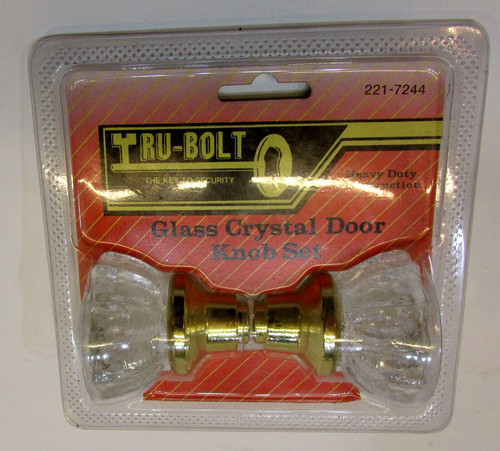 221-7244
TRU-BOLT
THE KEY TO SECURITY
Heavy Duty
Construction
Glass Crystal Door
Knob Set